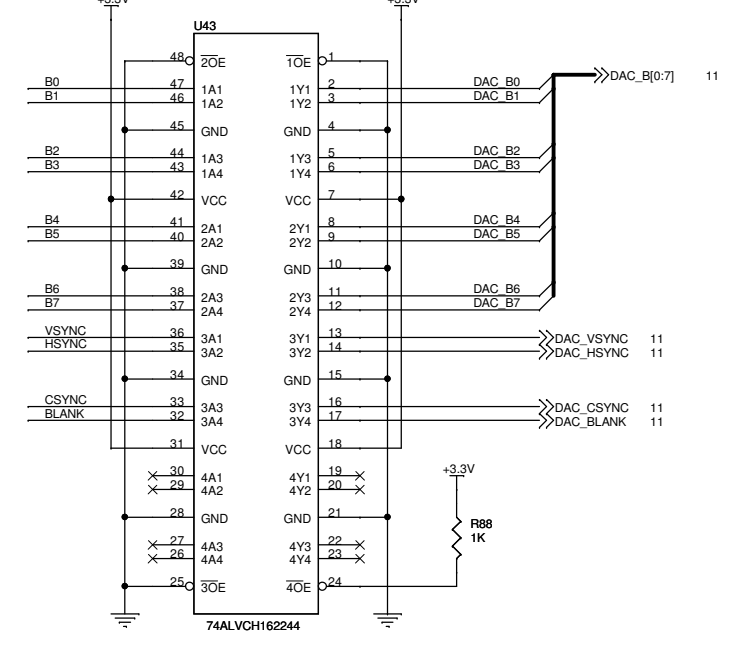 +3.3V +3.3V
U43
48 2OE 1OE 1
B0 47 1A1 1Y1 2 DAC_B0 DAC_B[0:7] 11
B1 46 1A2 1Y2 3 DAC_B1
45 GND GND 4
B2 44 1A3 1Y3 5 DAC_B2
B3 43 1A4 1Y4 6 DAC_B3
42 VCC VCC 7
B4 41 2A1 2Y1 8 DAC_B4
B5 40 2A2 2Y2 9 DAC_B5
39 GND GND 10
B6 38 2A3 2Y3 11 DAC_B6
B7 37 2A4 2Y4 12 DAC_B7
VSYNC 36 3A1 3Y1 13 DAC_VSYNC 11
HSYNC 35 3A2 3Y2 14 DAC_HSYNC 11
34 GND GND 15
CSYNC 33 3A3 3Y3 16 DAC_CSYNC 11
BLANK 32 3A4 3Y4 17 DAC_BLANK 11
31 VCC VCC 18
30 4A1 4Y1 19 +3.3V
29 4A2 4Y2 20
28 GND GND 21 R88
1K
27 4A3 4Y3 22
26 4A4 4Y4 23
25 3OE 4OE 24
74ALVCH162244